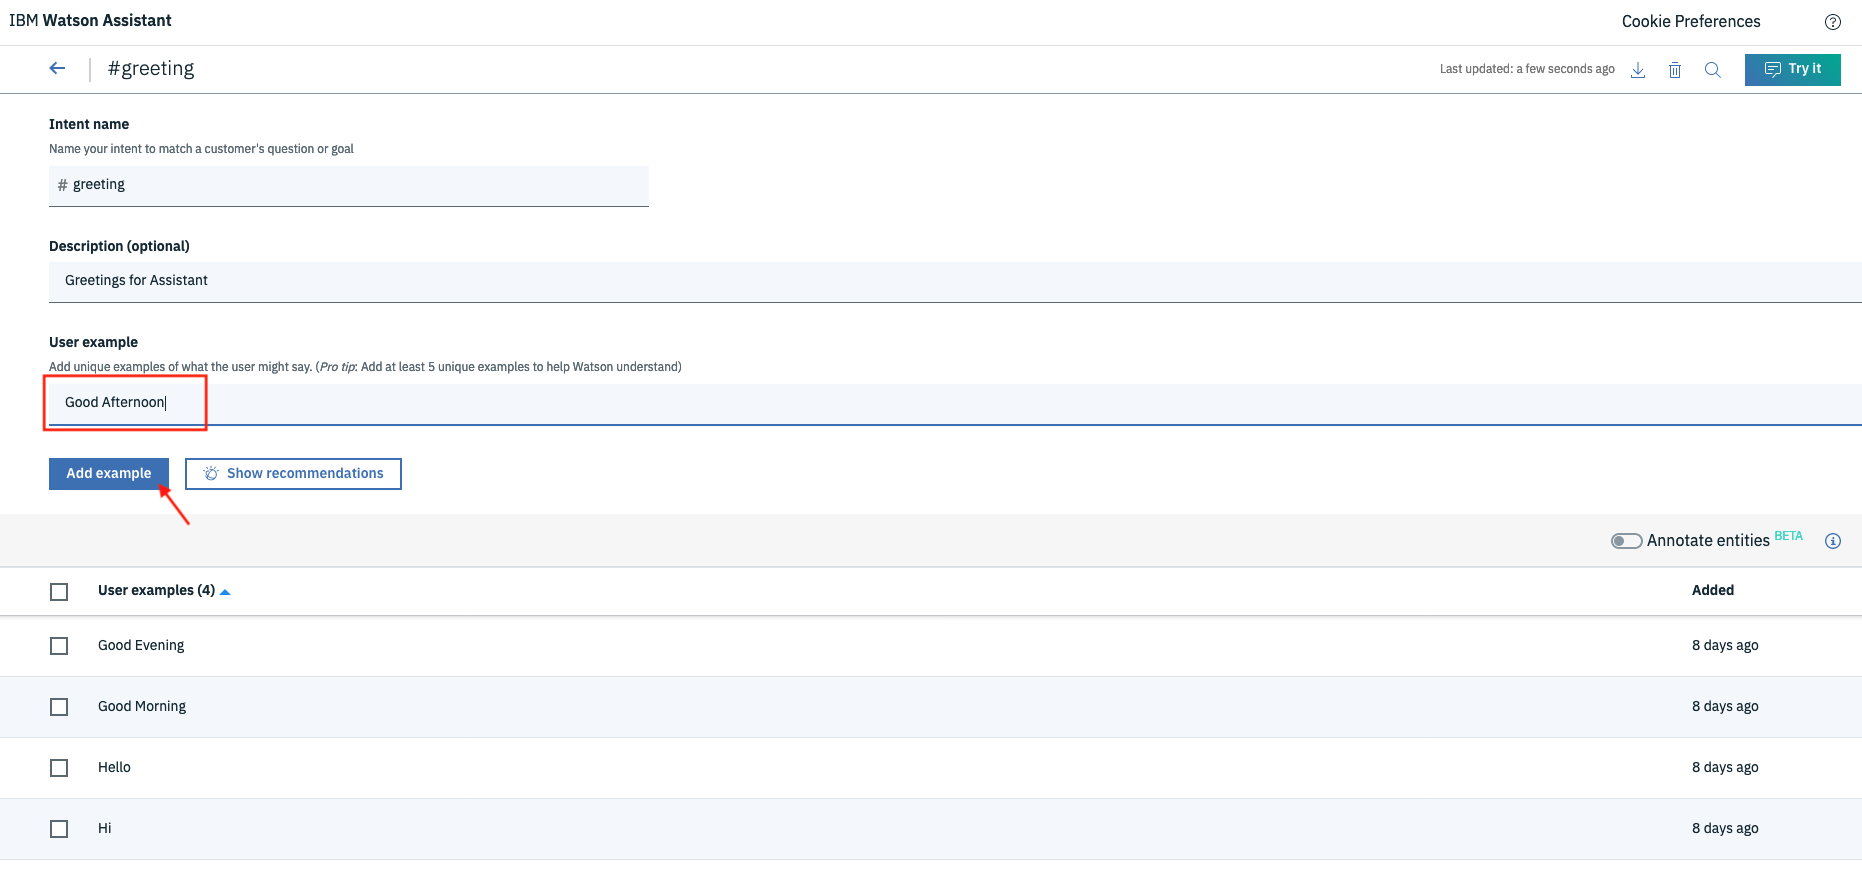 IBM Watson Assistant
Cookie Preferences
#greeting
Last updated: a few seconds ago
Try it
Intent name
Name your intent to match a customer's question or goal
# greeting
Description (optional)
Greetings for Assistant
User example
Add unique examples of what the user might say. (Pro tip: Add at least 5 unique examples to help Watson understand)
Good Afternoon
Add example
Show recommendations
Annotate entities BETA
User examples (4)
Added
Good Evening
8 days ago
Good Morning
8 days ago
Hello
8 days ago
Hi
8 days ago